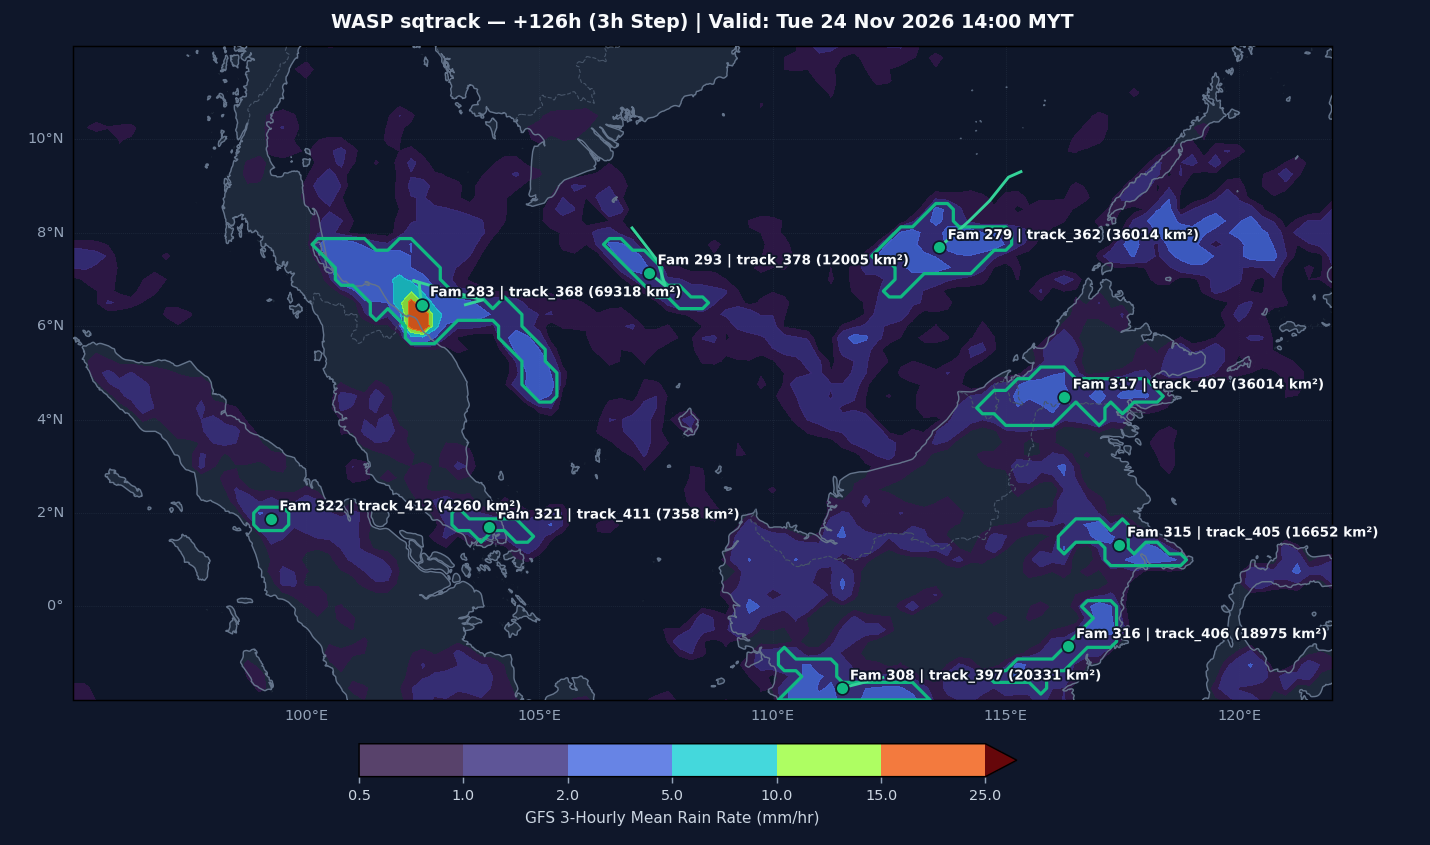 WASP sqtrack — +126h (3h Step) | Valid: Tue 24 Nov 2026 14:00 MYT
10°N
8°N
6°N
4°N
2°N
0°
Fam 279 | track_362 (36014 km²)
Fam 293 | track_378 (12005 km²)
Fam 283 | track_368 (69318 km²)
Fam 317 | track_407 (36014 km²)
Fam 322 | track_412 (4260 km²)
Fam 321 | track_411 (7358 km²)
Fam 315 | track_405 (16652 km²)
Fam 316 | track_406 (18975 km²)
Fam 308 | track_397 (20331 km²)
100°E 105°E 110°E 115°E 120°E
0.5 1.0 2.0 5.0 10.0 15.0 25.0
GFS 3-Hourly Mean Rain Rate (mm/hr)